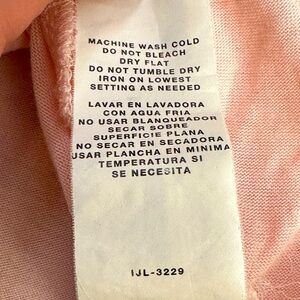 MACHINE WASH COLD
DO NOT BLEACH
DRY FLAT
DO NOT TUMBLE DRY
IRON ON LOWEST
SETTING AS NEEDED
LAVAR EN LAVADORA
CON AGUA FRIA
NO USAR BLANQUEADOR
SECAR SOBRE
SUPERFICIE PLANA
NO SECAR EN SECADORA
USAR PLANCHA EN MINIMA
TEMPERATURA SI
SE NECESITA
IJL-3229